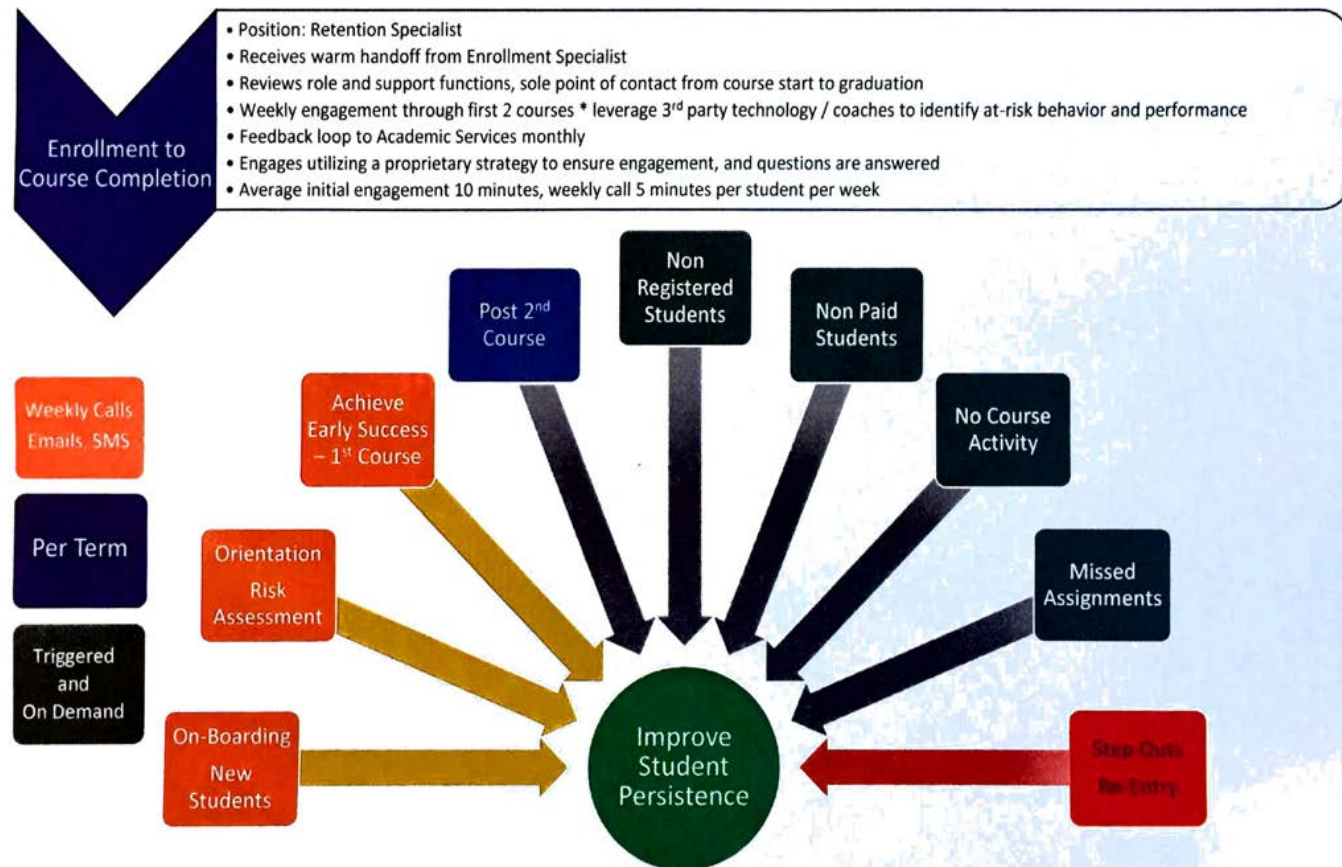 • Position: Retention Specialist
• Receives warm handoff from Enrollment Specialist
• Reviews role and support functions, sole point of contact from course start to graduation
• Weekly engagement through first 2 courses * leverage 3rd party technology / coaches to identify at-risk behavior and performance
• Feedback loop to Academic Services monthly
• Engages utilizing a proprietary strategy to ensure engagement, and questions are answered
• Average initial engagement 10 minutes, weekly call 5 minutes per student per week
Enrollment to
Course Completion
Weekly Calls
Emails, SMS
Per Term
Triggered
and
On Demand
On-Boarding
New
Students
Orientation
Risk
Assessment
Achieve
Early Success
– 1st Course
Post 2nd
Course
Non
Registered
Students
Non Paid
Students
No Course
Activity
Missed
Assignments
Step Outs
Re-Entry
Improve
Student
Persistence